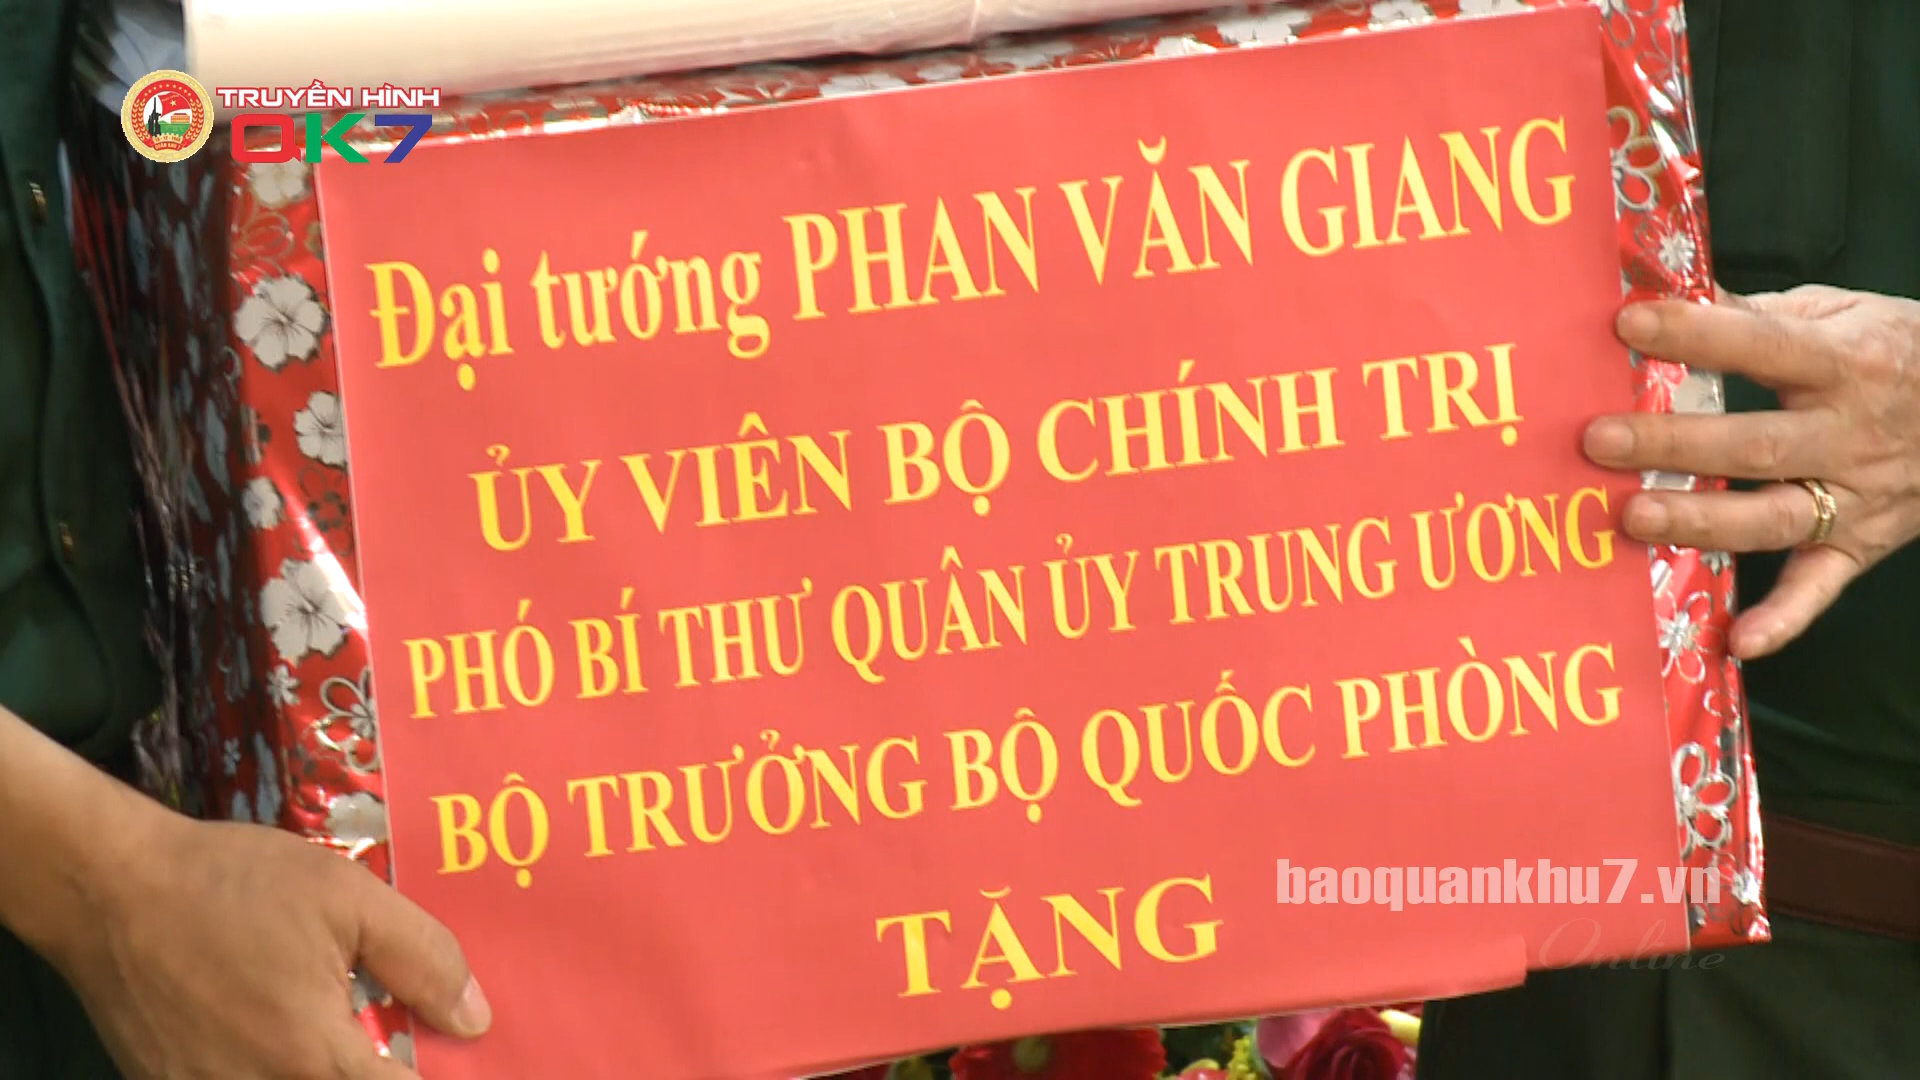 TRUYỀN HÌNH
QK7
Đại tướng PHAN VĂN GIANG
ỦY VIÊN BỘ CHÍNH TRỊ
PHÓ BÍ THƯ QUÂN ỦY TRUNG ƯƠNG
BỘ TRƯỞNG BỘ QUỐC PHÒNG
TẶNG
baoquankhu7.vn
Online